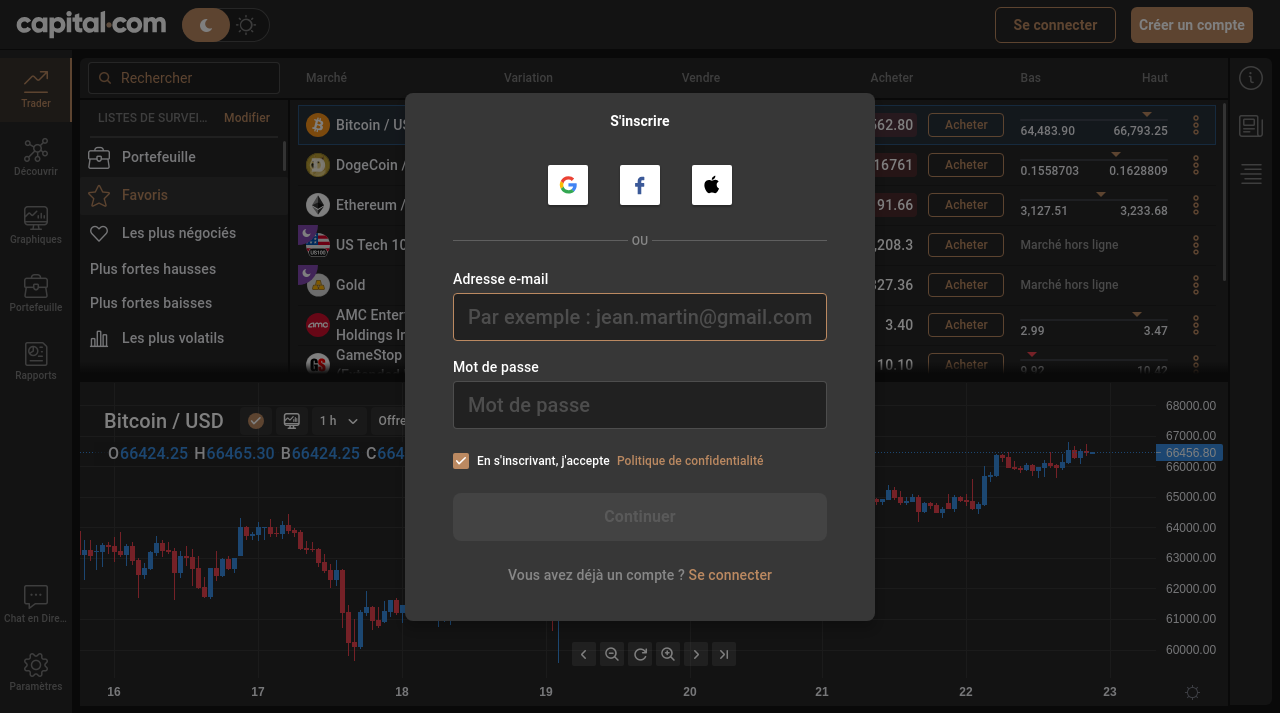 capital.com
Se connecter
Créer un compte
Trader
Découvrir
Graphiques
Portefeuille
Rapports
Chat en Dire...
Paramètres
Rechercher
Marché
Variation
Vendre
Acheter
Bas
Haut
LISTES DE SURVEI...
Modifier
Portefeuille
Favoris
Les plus négociés
Plus fortes hausses
Plus fortes baisses
Les plus volatils
Bitcoin / US
62.80
Acheter
64,483.90
66,793.25
DogeCoin /
16761
Acheter
0.1558703
0.1628809
Ethereum /
91.66
Acheter
3,127.51
3,233.68
US Tech 10
,208.3
Acheter
Marché hors ligne
Gold
327.36
Acheter
Marché hors ligne
AMC Enter
Holdings In
3.40
Acheter
2.99
3.47
GameStop
10.10
Acheter
9.92
10.42
S'inscrire
OU
Adresse e-mail
Par exemple : jean.martin@gmail.com
Mot de passe
Mot de passe
En s'inscrivant, j'accepte Politique de confidentialité
Continuer
Vous avez déjà un compte ? Se connecter
Bitcoin / USD
1 h
Offre
O66424.25 H66465.30 B66424.25 C664
68000.00
67000.00
66456.80
66000.00
65000.00
64000.00
63000.00
62000.00
61000.00
60000.00
16
17
18
19
20
21
22
23